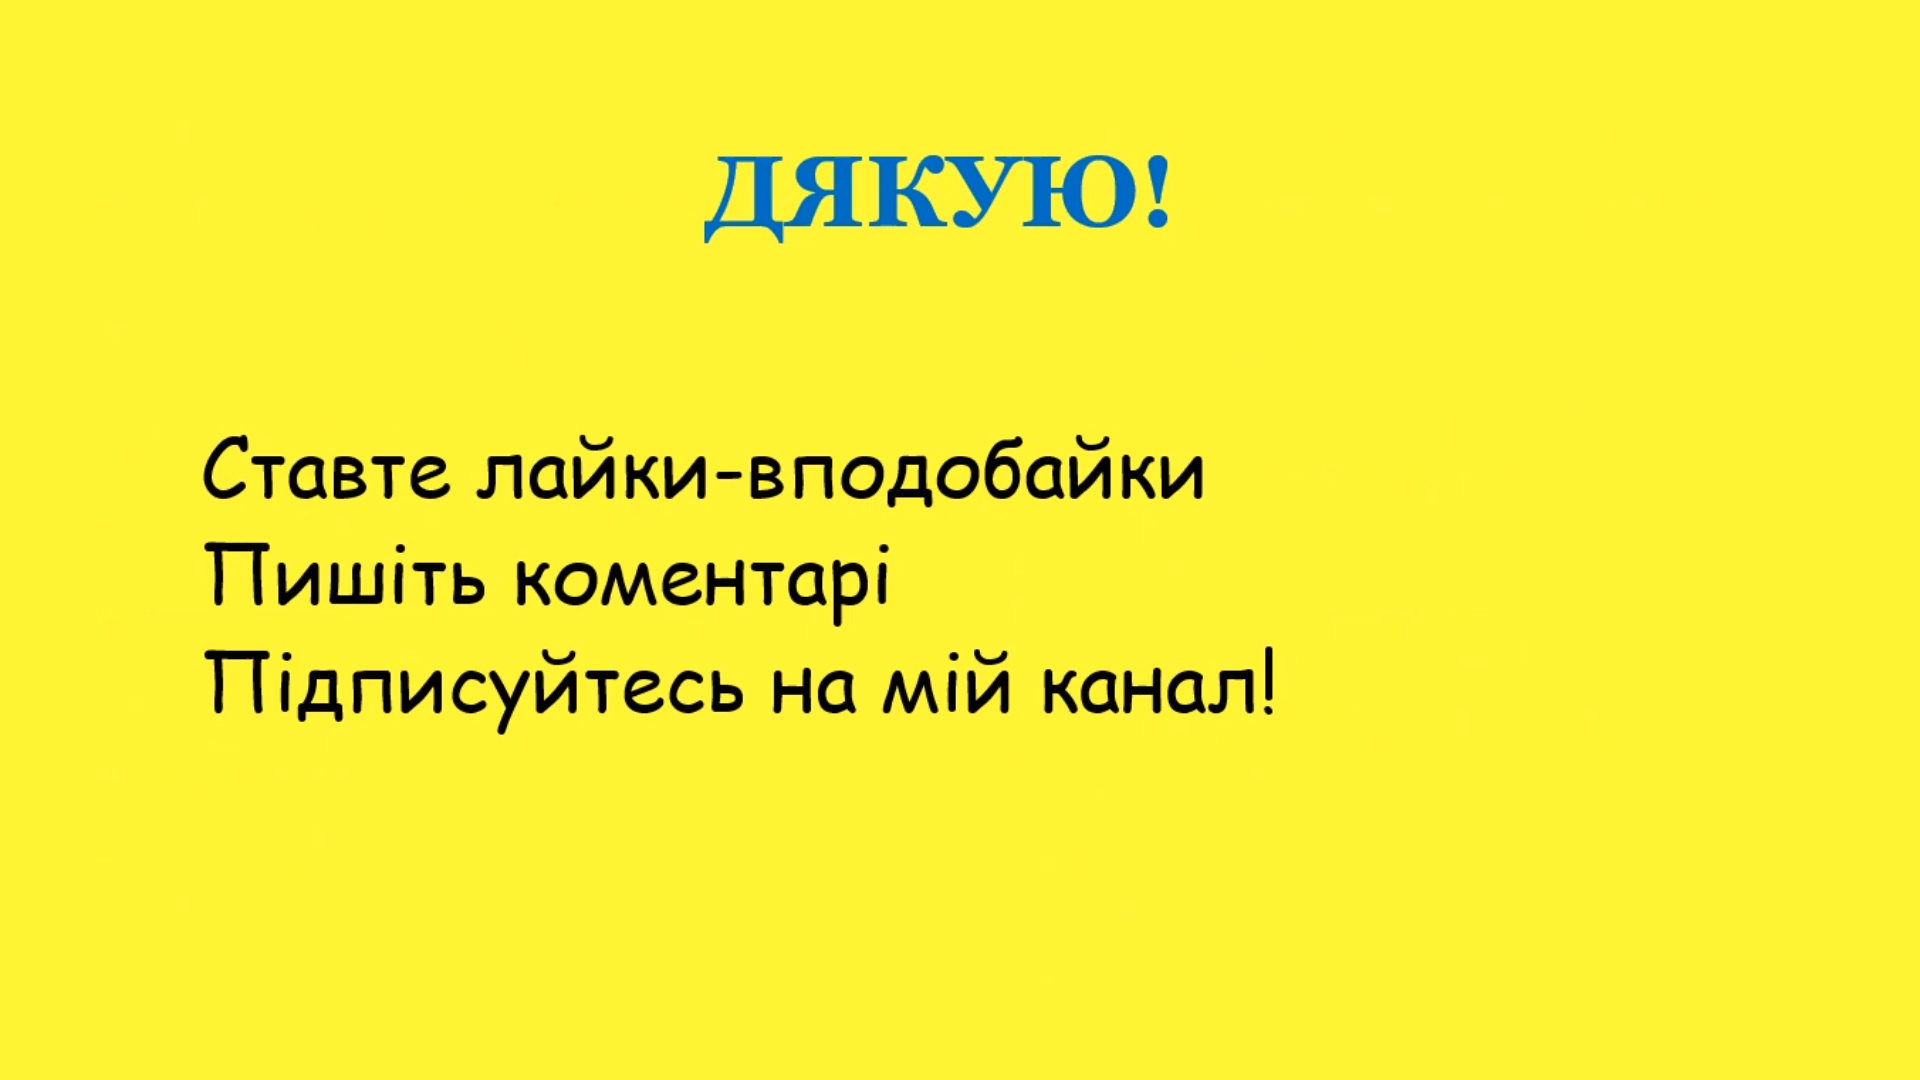 ДЯКУЮ!
Ставте лайки-вподобайки
Пишіть коментарі
Підписуйтесь на мій канал!